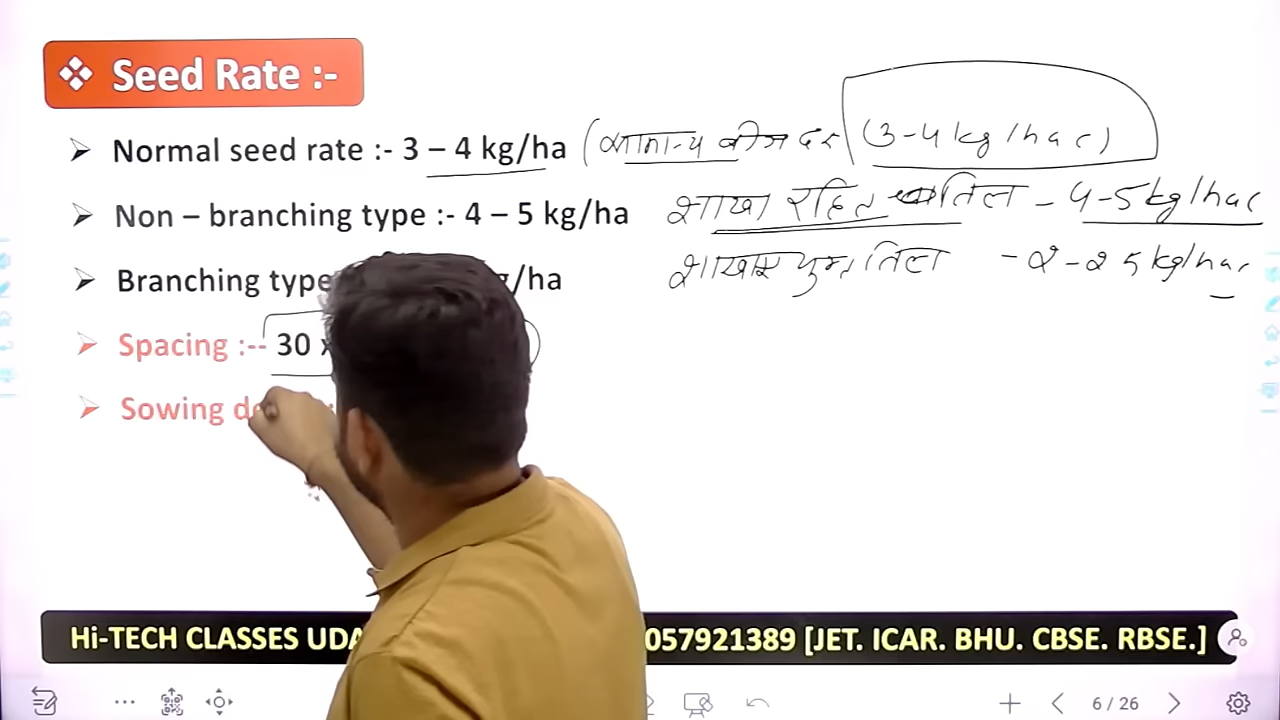 ❖ Seed Rate :-
➢ Normal seed rate :- 3 – 4 kg/ha (सामान्य बीज दर (3-4 kg/hac)
➢ Non – branching type :- 4 – 5 kg/ha शाखा रहित तिल - 4-5 kg/hac
➢ Branching type /ha शाखा युक्त तिल - 2 - 2.5 kg/hac
➢ Spacing :-- 30
➢ Sowing
Hi-TECH CLASSES UDA 057921389 [JET. ICAR. BHU. CBSE. RBSE.]
6 / 26